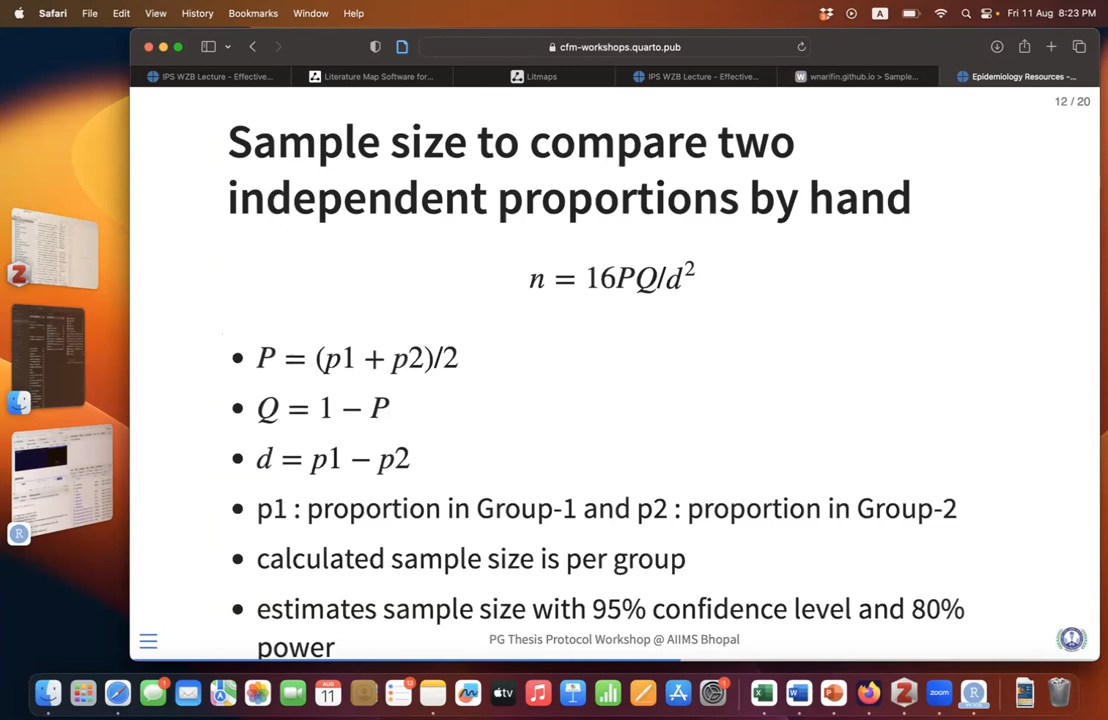 Safari File Edit View History Bookmarks Window Help A Fri 11 Aug 8:23 PM
cfm-workshops.quarto.pub
IPS WZB Lecture - Effective... Literature Map Software for... Litmaps IPS WZB Lecture - Effective... wnarifin.github.io > Sample... Epidemiology Resources -...
12 / 20
Sample size to compare two
independent proportions by hand
n = 16PQ/d²
• P = (p1 + p2)/2
• Q = 1 − P
• d = p1 − p2
• p1 : proportion in Group-1 and p2 : proportion in Group-2
• calculated sample size is per group
• estimates sample size with 95% confidence level and 80%
power
PG Thesis Protocol Workshop @ AIIMS Bhopal